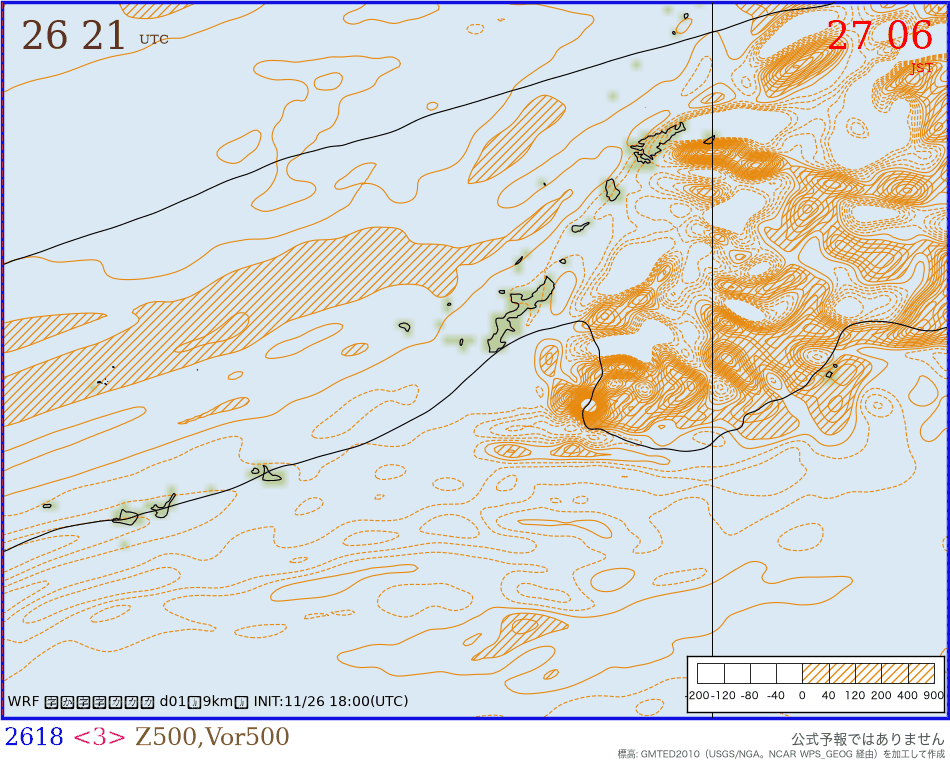 26 21 UTC
27 06
JST
-200 -120 -80 -40 0 40 120 200 400 900
WRF d01 9km INIT:11/26 18:00(UTC)
2618 <3> Z500,Vor500
公式予報ではありません
標高: GMTED2010（USGS/NGA。NCAR WPS_GEOG 経由）を加工して作成